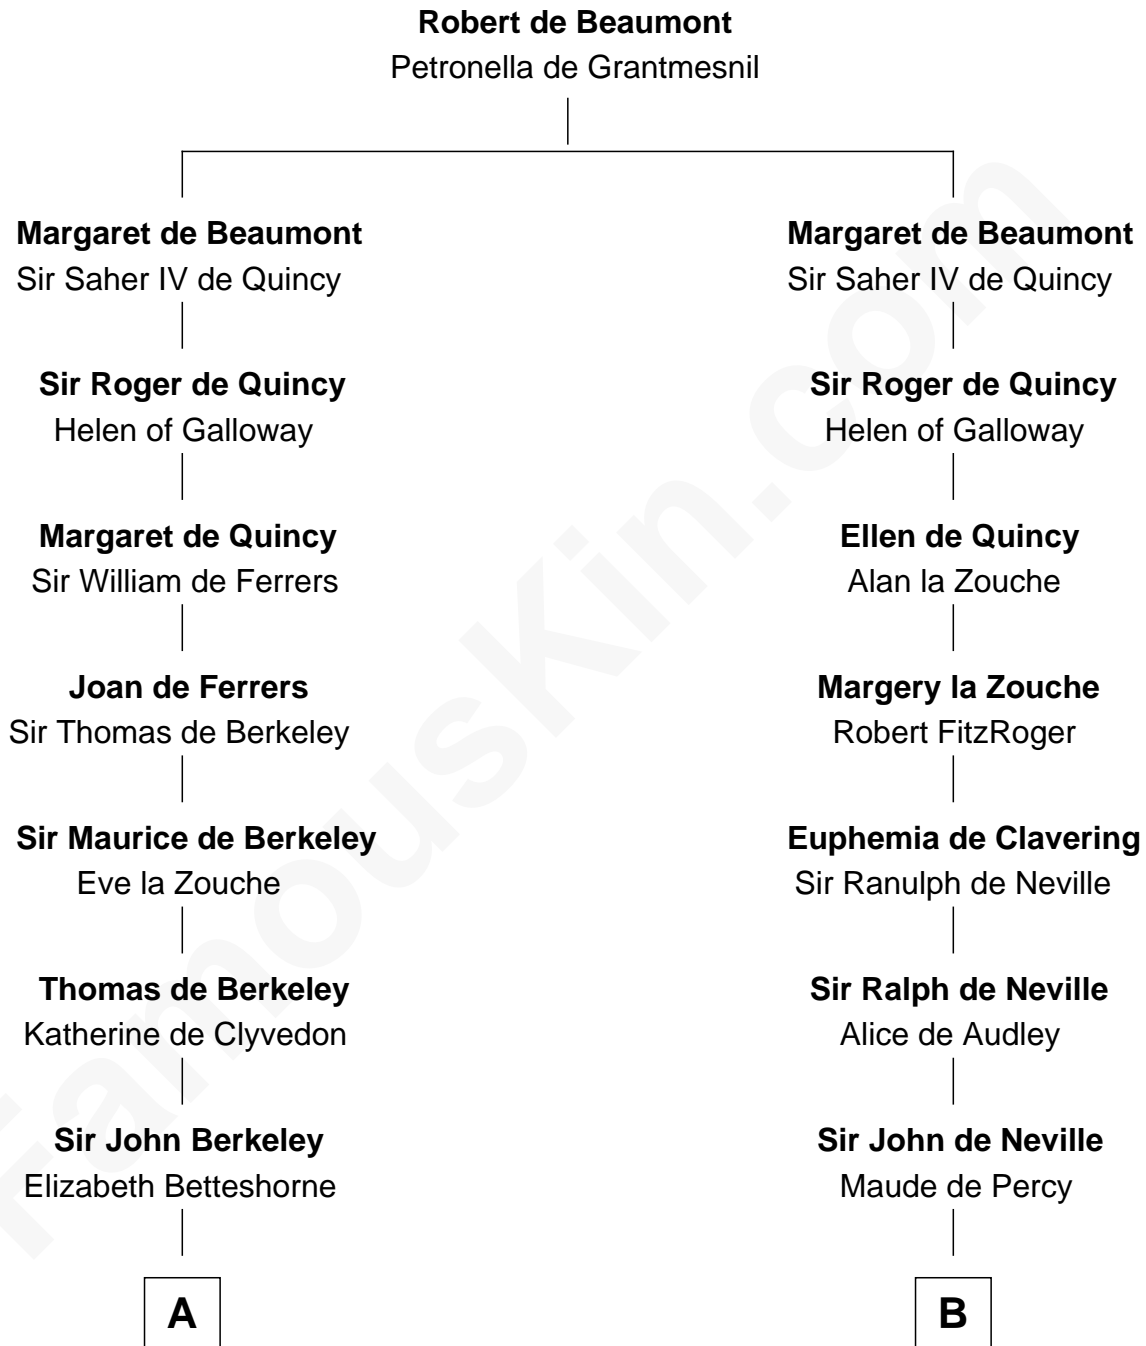 Robert de Beaumont
Petronella de Grantmesnil
Margaret de Beaumont
Sir Saher IV de Quincy
Sir Roger de Quincy
Helen of Galloway
Margaret de Quincy
Sir William de Ferrers
Joan de Ferrers
Sir Thomas de Berkeley
Sir Maurice de Berkeley
Eve la Zouche
Thomas de Berkeley
Katherine de Clyvedon
Sir John Berkeley
Elizabeth Betteshorne
A
Margaret de Beaumont
Sir Saher IV de Quincy
Sir Roger de Quincy
Helen of Galloway
Ellen de Quincy
Alan la Zouche
Margery la Zouche
Robert FitzRoger
Euphemia de Clavering
Sir Ranulph de Neville
Sir Ralph de Neville
Alice de Audley
Sir John de Neville
Maude de Percy
B
FamousKin.com